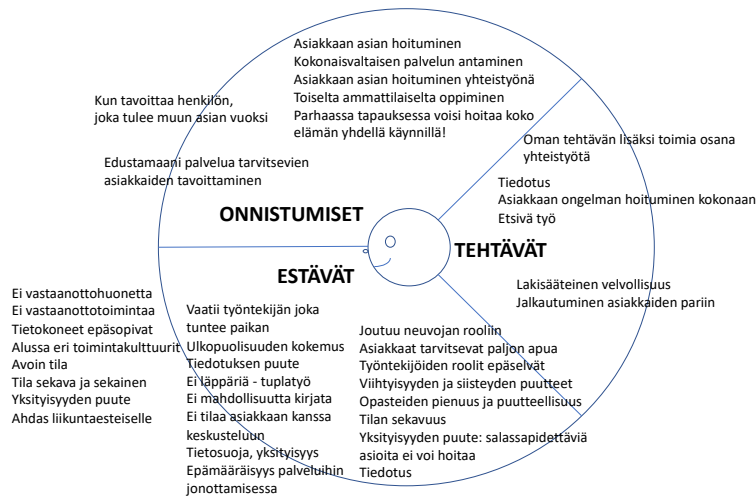 Asiakkaan asian hoituminen
Kokonaisvaltaisen palvelun antaminen
Asiakkaan asian hoituminen yhteistyönä
Toiselta ammattilaiselta oppiminen
Parhaassa tapauksessa voisi hoitaa koko
elämän yhdellä käynnillä!
Kun tavoittaa henkilön,
joka tulee muun asian vuoksi
Edustamaani palvelua tarvitsevien
asiakkaiden tavoittaminen
ONNISTUMISET
Oman tehtävän lisäksi toimia osana
yhteistyötä
Tiedotus
Asiakkaan ongelman hoituminen kokonaan
Etsivä työ
TEHTÄVÄT
Lakisääteinen velvollisuus
Jalkautuminen asiakkaiden pariin
ESTÄVÄT
Ei vastaanottohuonetta
Ei vastaanottotoimintaa
Tietokoneet epäsopivat
Alussa eri toimintakulttuurit
Avoin tila
Tila sekava ja sekainen
Yksityisyyden puute
Ahdas liikuntaesteiselle
Vaatii työntekijän joka
tuntee paikan
Ulkopuolisuuden kokemus
Tiedotuksen puute
Ei läppäriä - tuplatyö
Ei mahdollisuutta kirjata
Ei tilaa asiakkaan kanssa
keskusteluun
Tietosuoja, yksityisyys
Epämääräisyys palveluihin
jonottamisessa
Joutuu neuvojan rooliin
Asiakkaat tarvitsevat paljon apua
Työntekijöiden roolit epäselvät
Viihtyisyyden ja siisteyden puutteet
Opasteiden pienuus ja puutteellisuus
Tilan sekavuus
Yksityisyyden puute: salassapidettäviä
asioita ei voi hoitaa
Tiedotus